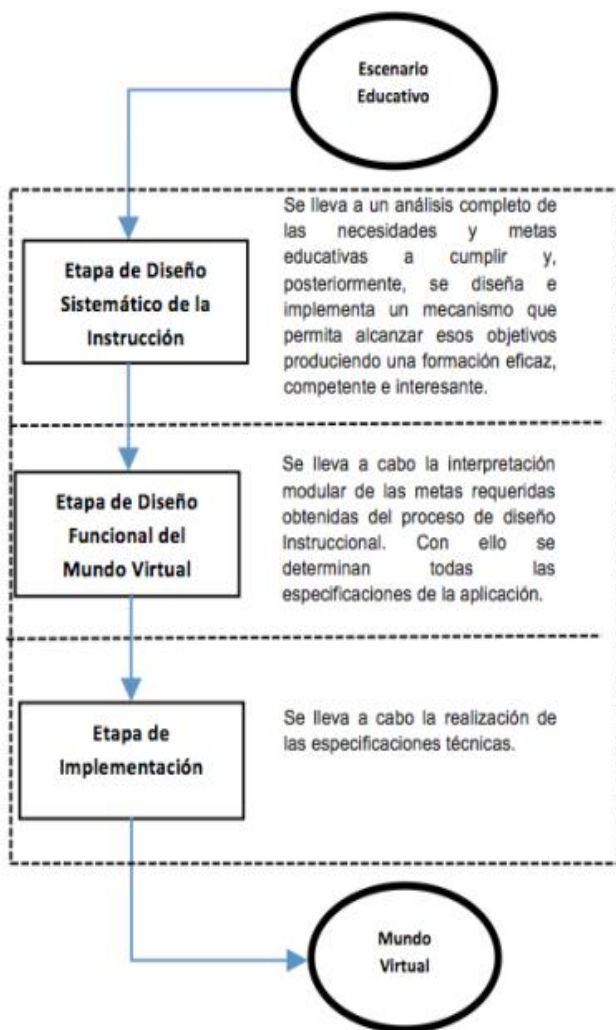 Escenario
Educativo
Se lleva a un análisis completo de
las necesidades y metas
educativas a cumplir y,
posteriormente, se diseña e
implementa un mecanismo que
permita alcanzar esos objetivos
produciendo una formación eficaz,
competente e interesante.
Etapa de Diseño
Sistemático de la
Instrucción
Se lleva a cabo la interpretación
modular de las metas requeridas
obtenidas del proceso de diseño
Instruccional. Con ello se
determinan todas las
especificaciones de la aplicación.
Etapa de Diseño
Funcional del
Mundo Virtual
Se lleva a cabo la realización de
las especificaciones técnicas.
Etapa de
Implementación
Mundo
Virtual